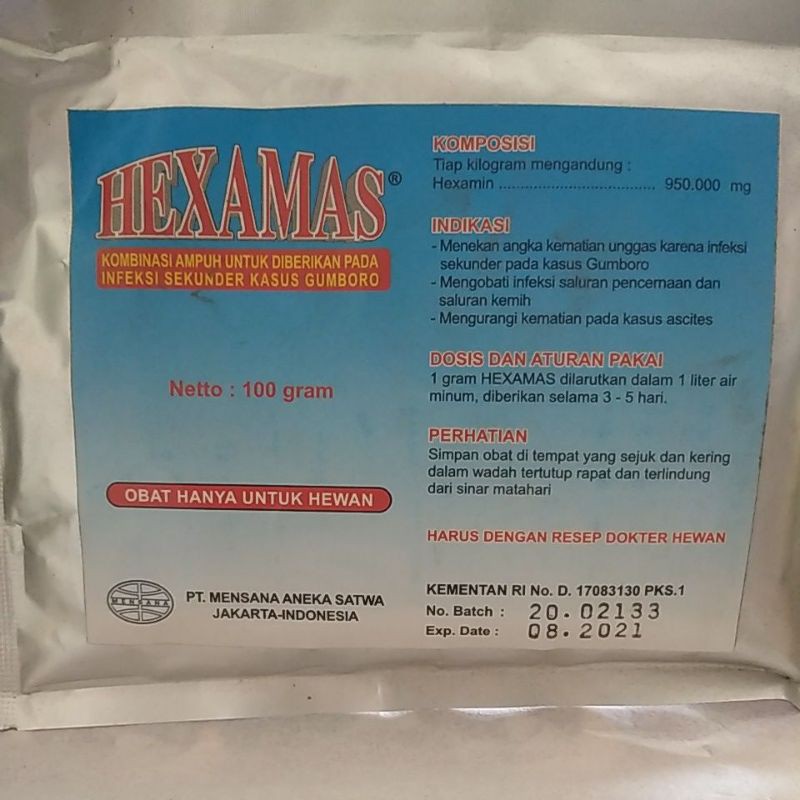 HEXAMAS®
KOMBINASI AMPUH UNTUK DIBERIKAN PADA
INFEKSI SEKUNDER KASUS GUMBORO
Netto : 100 gram
OBAT HANYA UNTUK HEWAN
MENSANA
PT. MENSANA ANEKA SATWA
JAKARTA-INDONESIA
KOMPOSISI
Tiap kilogram mengandung :
Hexamin ...................................... 950.000 mg
INDIKASI
- Menekan angka kematian unggas karena infeksi
sekunder pada kasus Gumboro
- Mengobati infeksi saluran pencernaan dan
saluran kemih
- Mengurangi kematian pada kasus ascites
DOSIS DAN ATURAN PAKAI
1 gram HEXAMAS dilarutkan dalam 1 liter air
minum, diberikan selama 3 - 5 hari.
PERHATIAN
Simpan obat di tempat yang sejuk dan kering
dalam wadah tertutup rapat dan terlindung
dari sinar matahari
HARUS DENGAN RESEP DOKTER HEWAN
KEMENTAN RI No. D. 17083130 PKS.1
No. Batch : 20.02133
Exp. Date : 08.2021